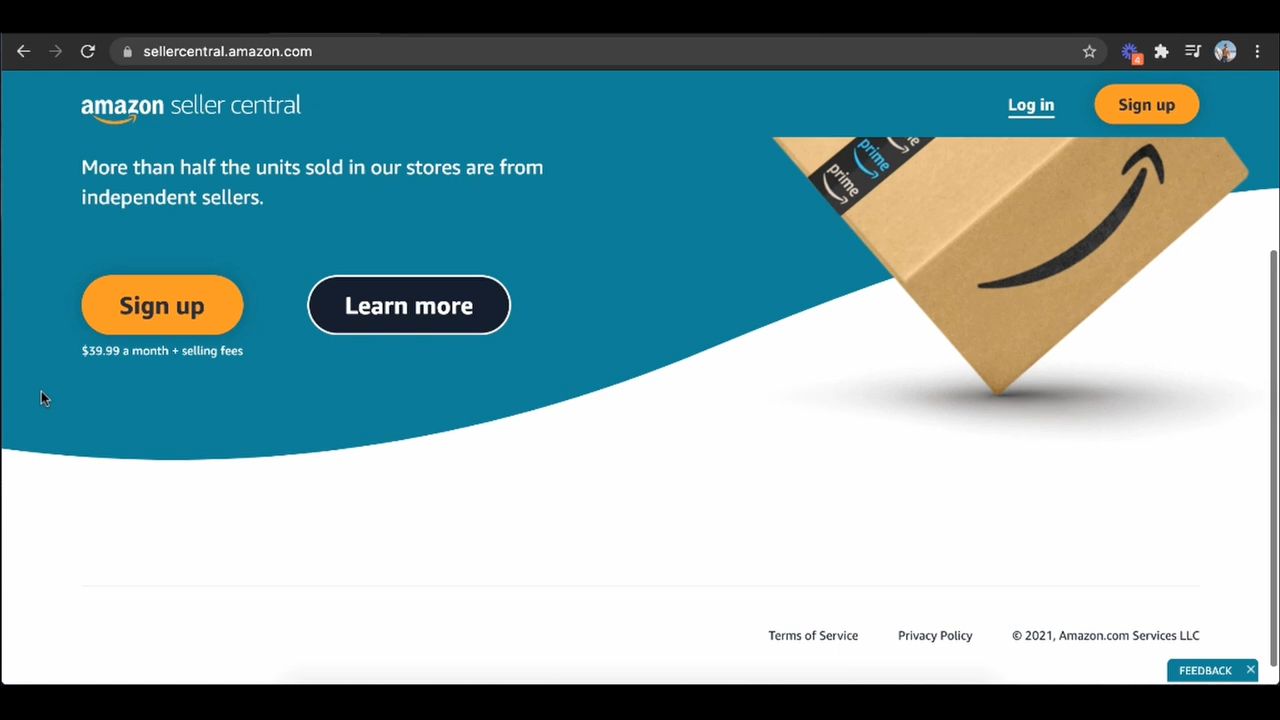 sellercentral.amazon.com
4
amazon seller central
Log in
Sign up
More than half the units sold in our stores are from
independent sellers.
prime
prime
Sign up
Learn more
$39.99 a month + selling fees
Terms of Service
Privacy Policy
© 2021, Amazon.com Services LLC
FEEDBACK